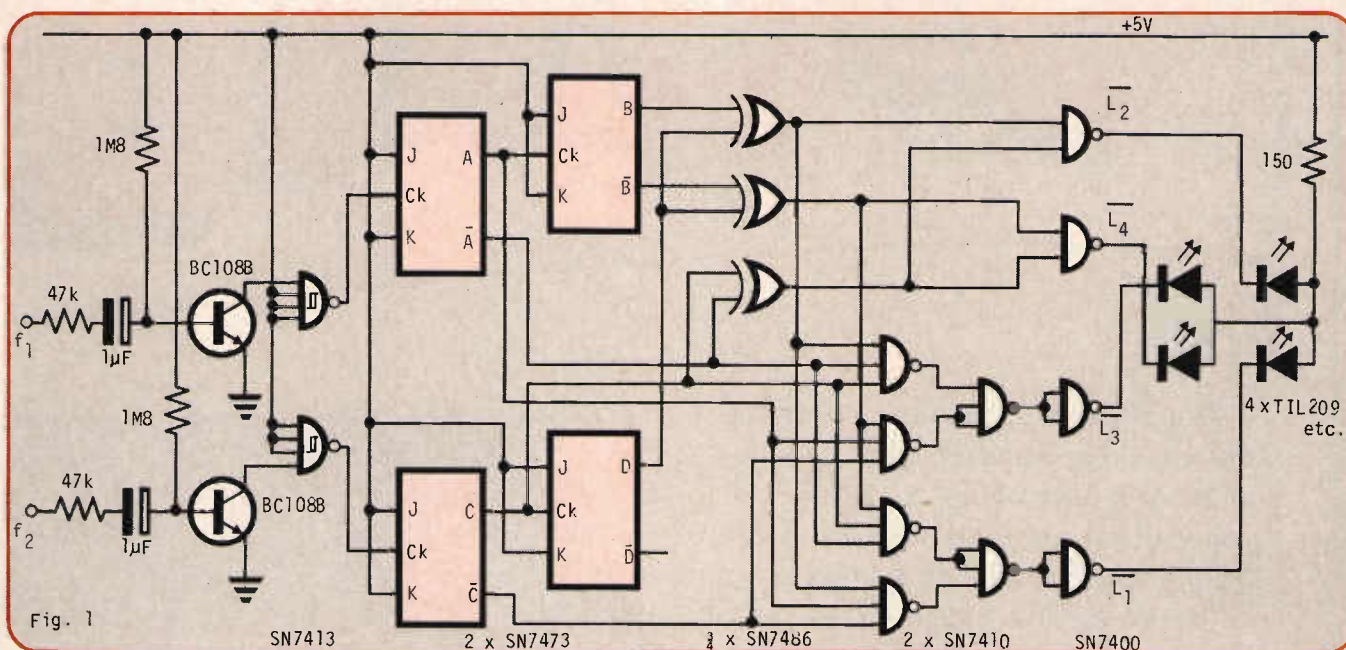 +5V
1M8
1M8
47k
f1
1µF
BC108B
47k
f2
1µF
BC108B
J
Ck
K
A
A̅
J
Ck
K
B
B̅
J
Ck
K
C
C̅
J
Ck
K
D
D̅
L̅2
L̅4
L̅3
L̅1
150
4 x TIL209
etc.
Fig. 1
SN7413
2 x SN7473
¾ x SN7486
2 x SN7410
SN7400